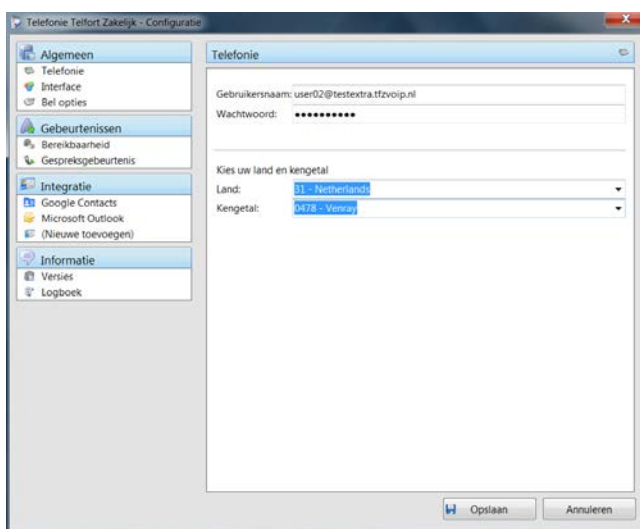 Telefonie Telfort Zakelijk - Configuratie
Algemeen
Telefonie
Interface
Bel opties
Gebeurtenissen
Bereikbaarheid
Gespreksgebeurtenis
Integratie
Google Contacts
Microsoft Outlook
(Nieuwe toevoegen)
Informatie
Versies
Logboek
Telefonie
Gebruikersnaam: user02@testextra.tfzvoip.nl
Wachtwoord: ●●●●●●●●●●
Kies uw land en kengetal
Land: 31 - Netherlands
Kengetal: 0478 - Venray
Opslaan Annuleren